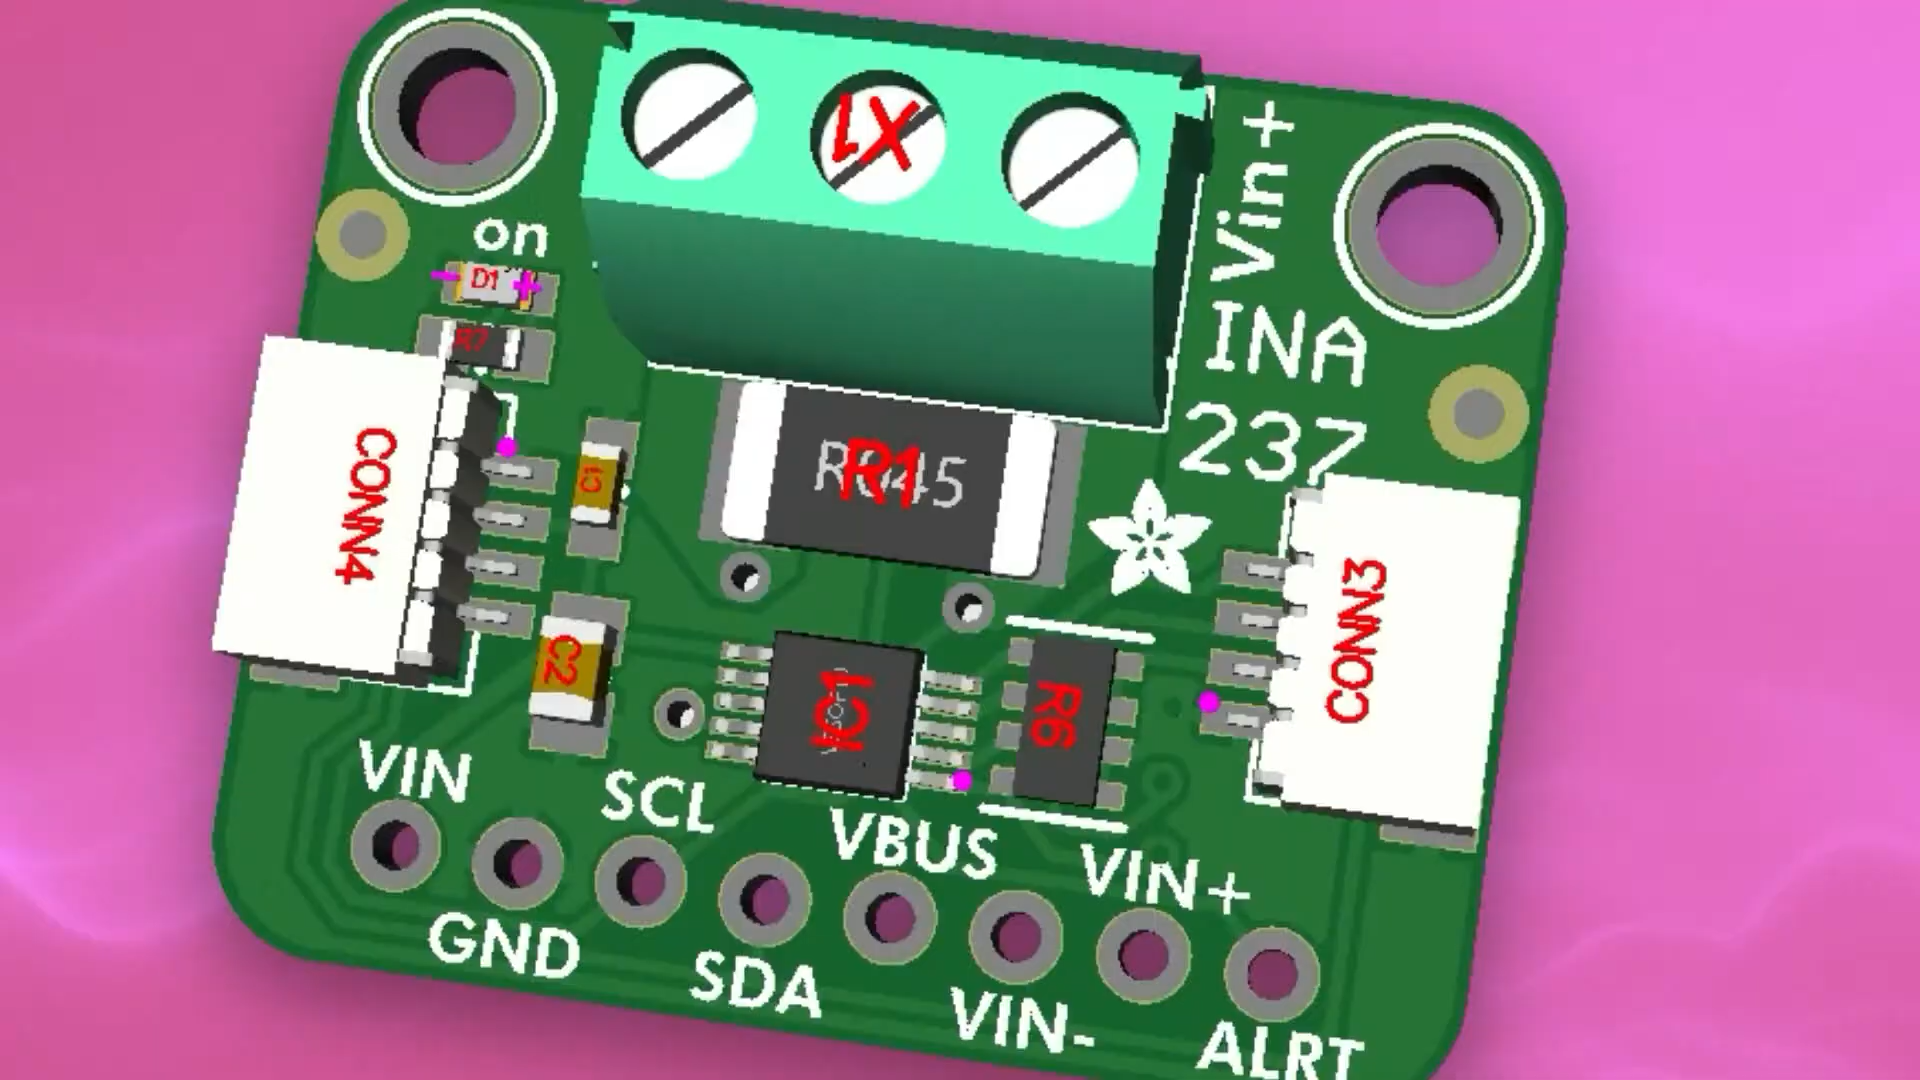 X1
Vin+
on
D1
R7
INA
237
CONN4
C1
R1
CONN3
C2
IC1
R6
VIN
SCL
VBUS
VIN+
GND
SDA
VIN-
ALRT